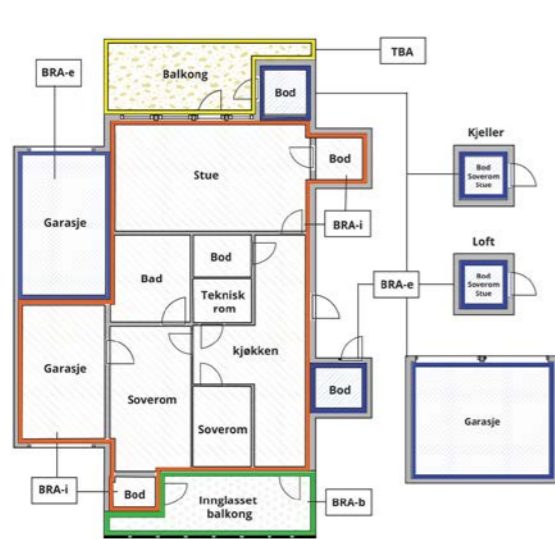 TBA
BRA-e
Balkong
Bod
Kjeller
Stue
Bod
Bod
Soverom
Stue
Garasje
BRA-i
Loft
Bad
Bod
Bod
Soverom
Stue
BRA-e
Teknisk
rom
kjøkken
Garasje
Soverom
Bod
Soverom
Garasje
BRA-i
Bod
Innglasset
balkong
BRA-b